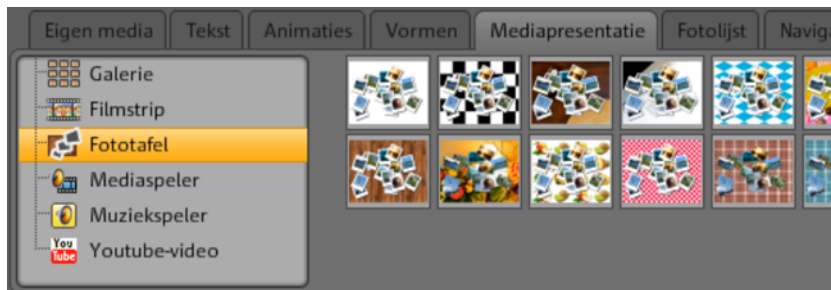 Eigen media Tekst Animaties Vormen Mediapresentatie Fotolijst
Galerie
Filmstrip
Fototafel
Mediaspeler
Muziekspeler
You
Tube
Youtube-video